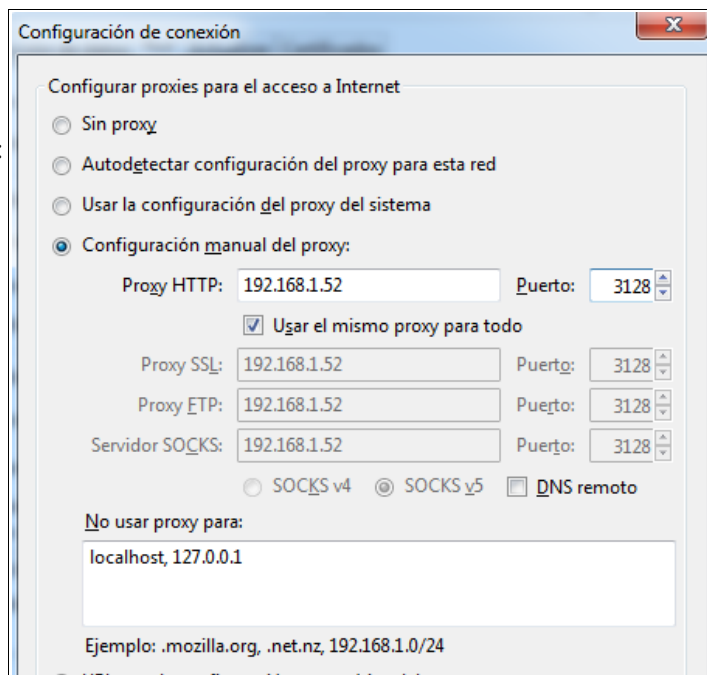 Configuración de conexión
Configurar proxies para el acceso a Internet
Sin proxy
Autodetectar configuración del proxy para esta red
Usar la configuración del proxy del sistema
Configuración manual del proxy:
Proxy HTTP: 192.168.1.52 Puerto: 3128
Usar el mismo proxy para todo
Proxy SSL: 192.168.1.52 Puerto: 3128
Proxy FTP: 192.168.1.52 Puerto: 3128
Servidor SOCKS: 192.168.1.52 Puerto: 3128
SOCKS v4 SOCKS v5 DNS remoto
No usar proxy para:
localhost, 127.0.0.1
Ejemplo: .mozilla.org, .net.nz, 192.168.1.0/24